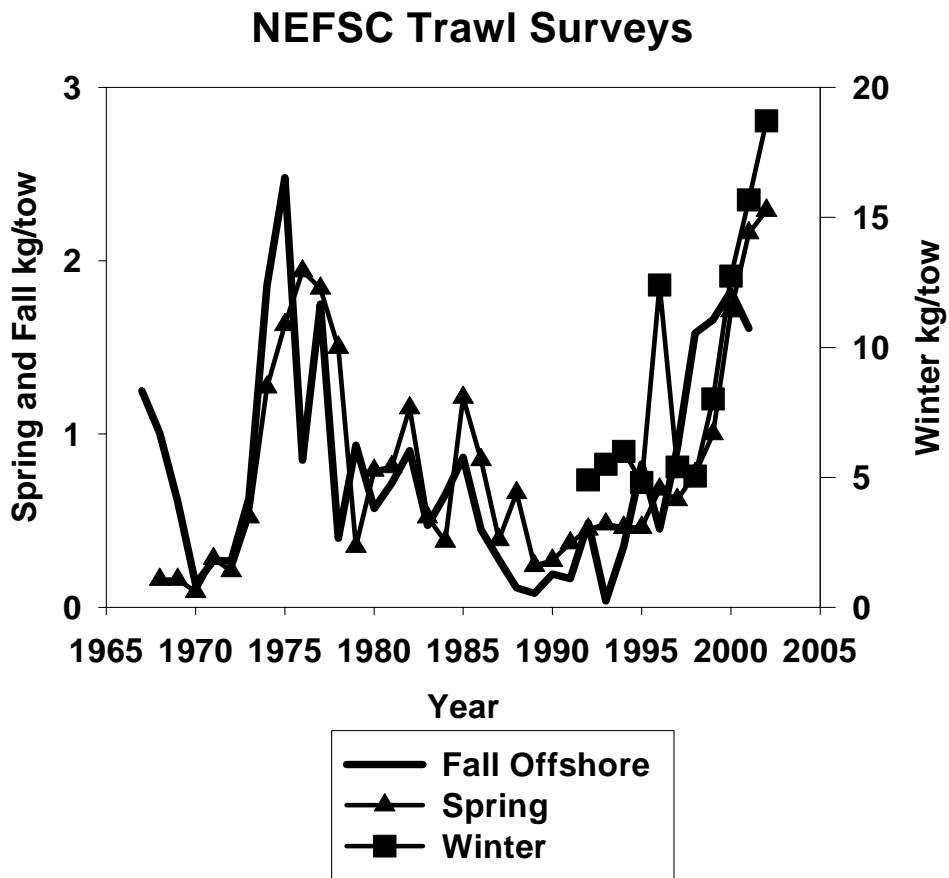 NEFSC Trawl Surveys
Spring and Fall kg/tow
3
2
1
0
20
15
10
5
0
Winter kg/tow
1965 1970 1975 1980 1985 1990 1995 2000 2005
Year
Fall Offshore
Spring
Winter